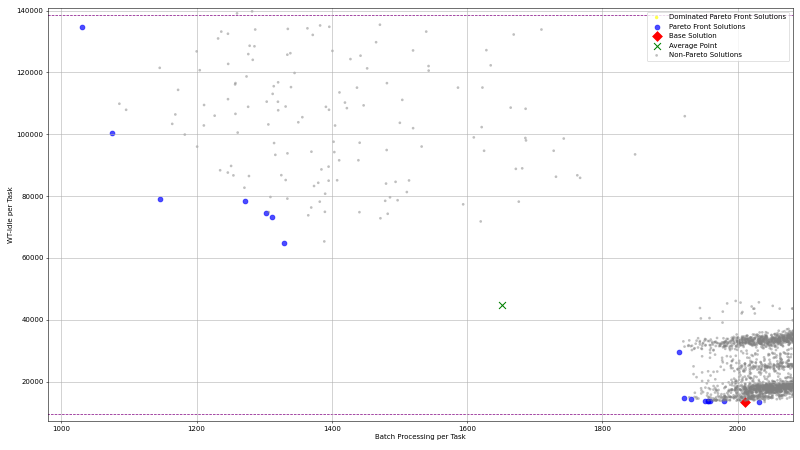 140000
120000
100000
80000
60000
40000
20000
WT-Idle per Task
1000
1200
1400
1600
1800
2000
Batch Processing per Task
Dominated Pareto Front Solutions
Pareto Front Solutions
Base Solution
Average Point
Non-Pareto Solutions